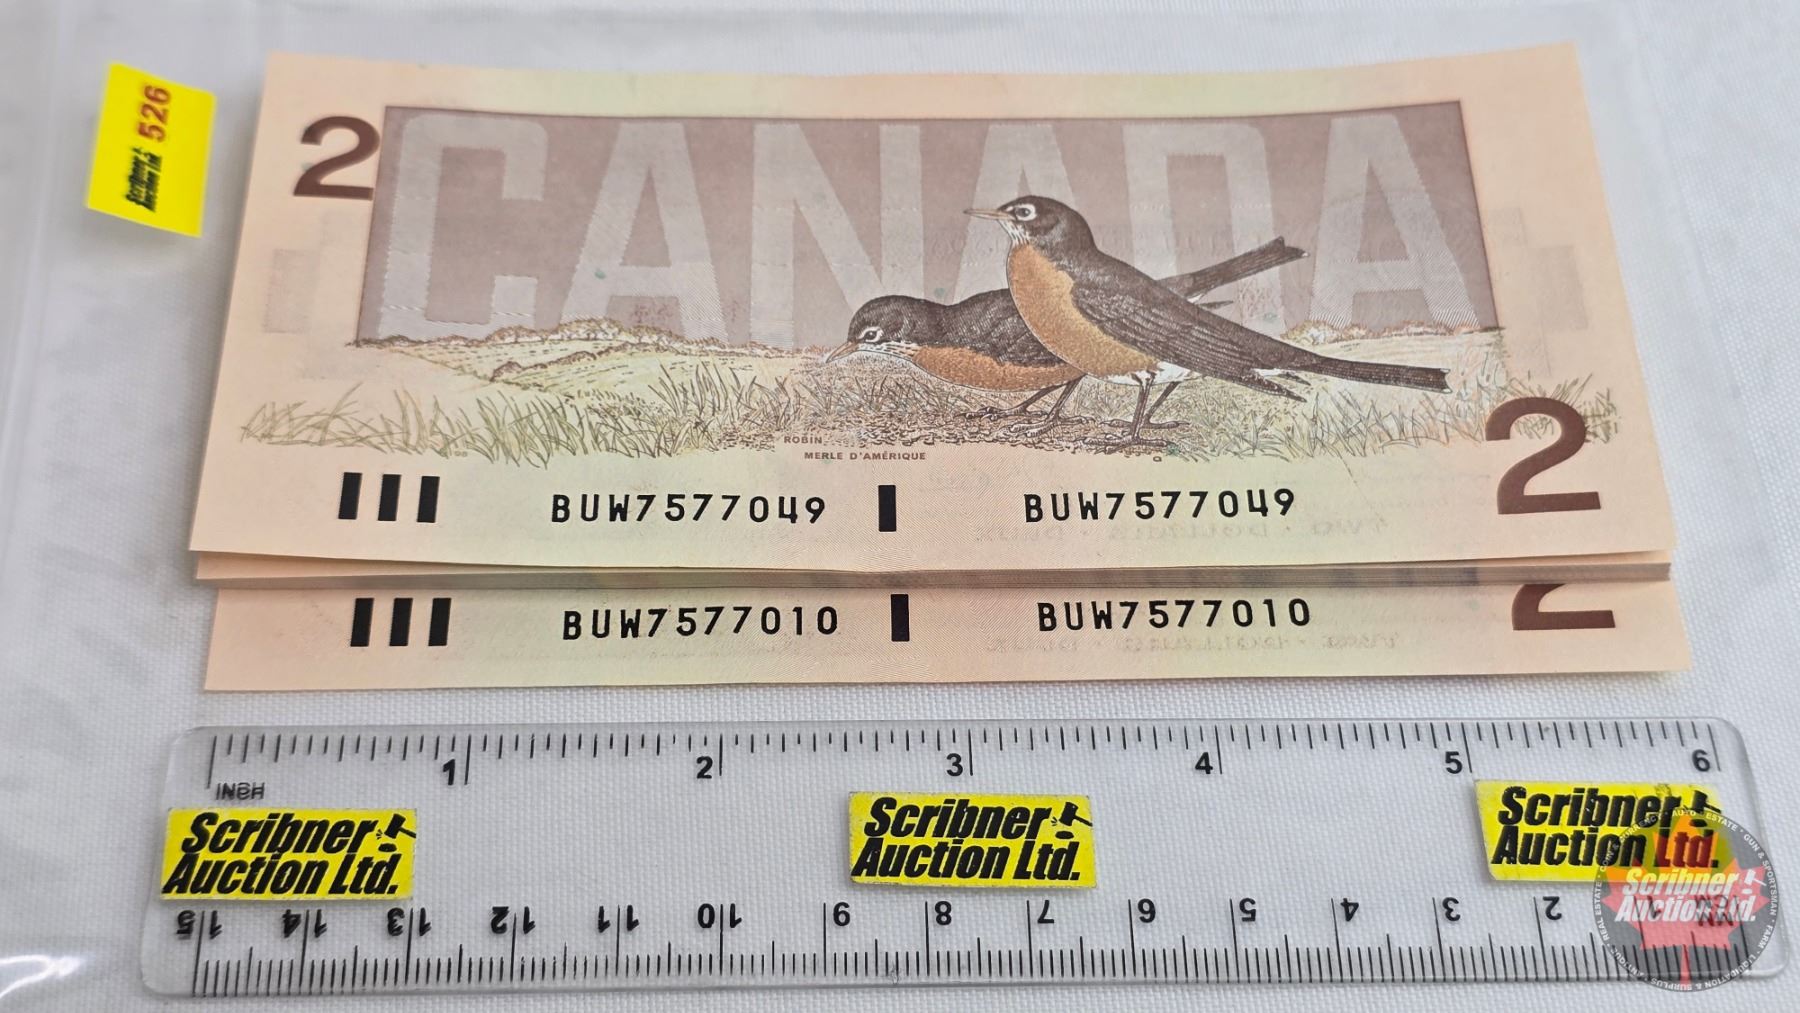 526
Scribner
Auction Ltd.
2
CANADA
ROBIN
MERLE D'AMÉRIQUE
2
BUW7577049 BUW7577049
BUW7577010 BUW7577010
2
1 2 3 4 5 6
INCH
Scribner
Auction Ltd.
Scribner
Auction Ltd.
Scribner
Auction Ltd.
15 14 13 12 11 10 9 8 7 6 5 4 3 2
Scribner
Auction Ltd.